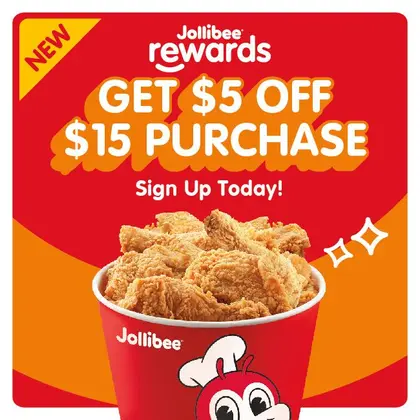 NEW
Jollibee
rewards
GET $5 OFF
$15 PURCHASE
Sign Up Today!
Jollibee